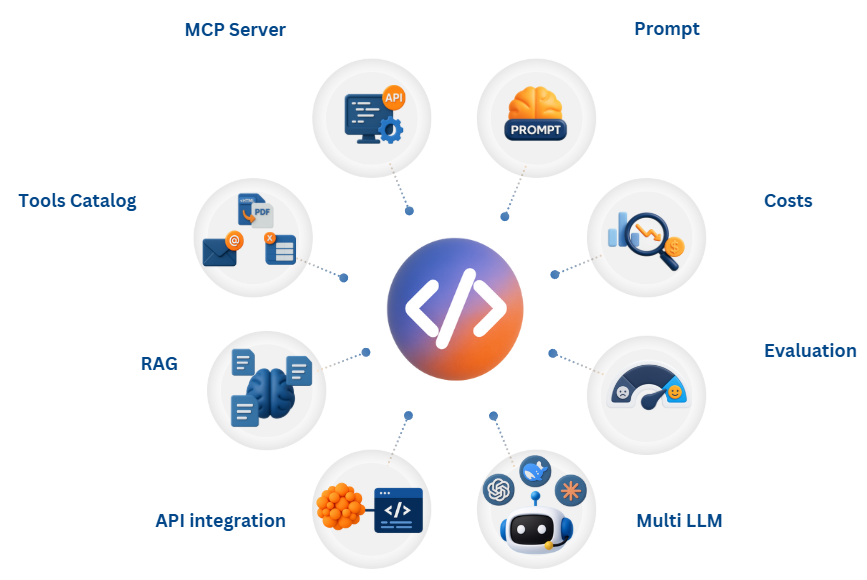 MCP Server
Prompt
API
PROMPT
Tools Catalog
PDF
@
X
Costs
$
</>
RAG
Evaluation
API integration
</>
Multi LLM